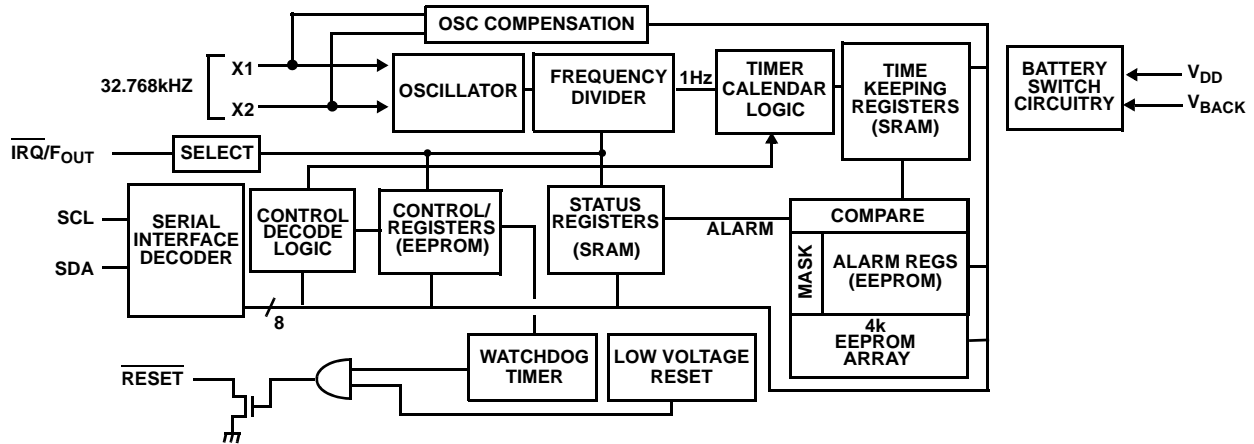 OSC COMPENSATION
32.768kHZ
X1
X2
OSCILLATOR
FREQUENCY
DIVIDER
1Hz
TIMER
CALENDAR
LOGIC
TIME
KEEPING
REGISTERS
(SRAM)
BATTERY
SWITCH
CIRCUITRY
VDD
VBACK
IRQ/FOUT
SELECT
SCL
SDA
SERIAL
INTERFACE
DECODER
CONTROL
DECODE
LOGIC
CONTROL/
REGISTERS
(EEPROM)
STATUS
REGISTERS
(SRAM)
ALARM
COMPARE
MASK
ALARM REGS
(EEPROM)
4k
EEPROM
ARRAY
8
WATCHDOG
TIMER
LOW VOLTAGE
RESET
RESET